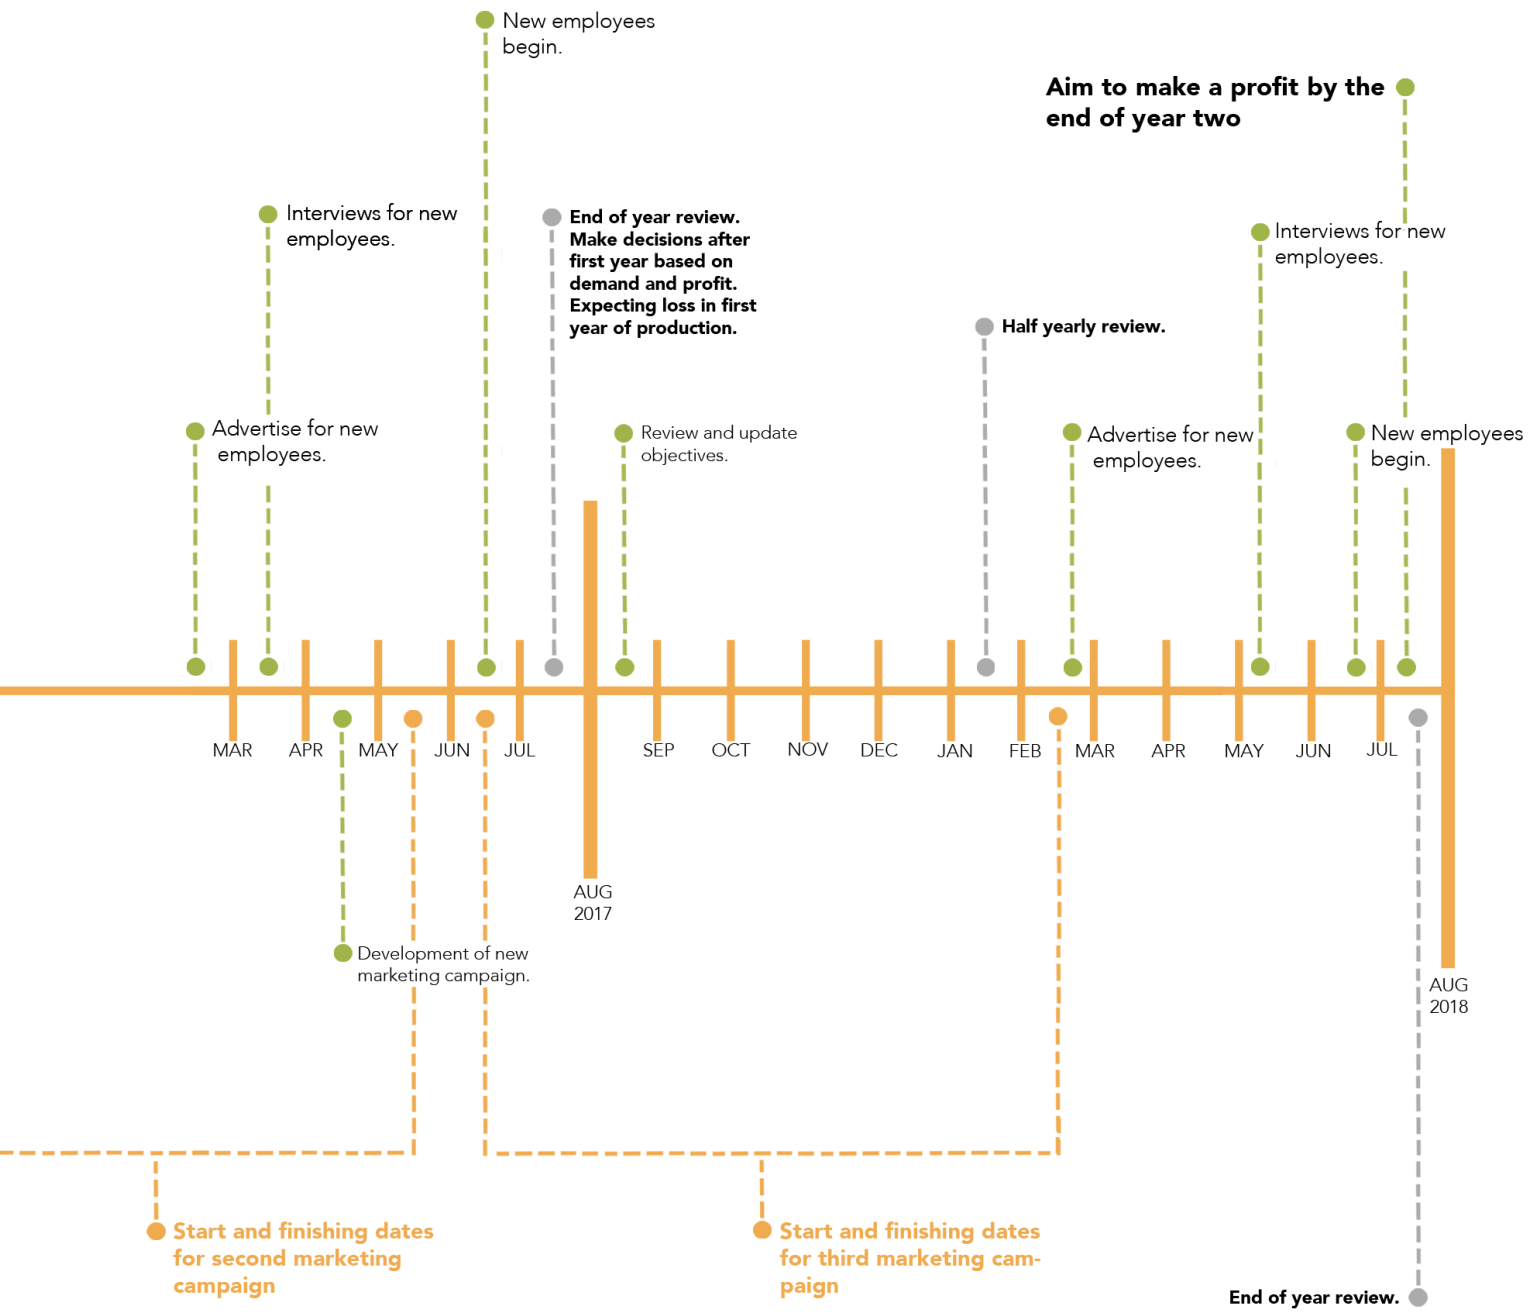 New employees
begin.
Aim to make a profit by the
end of year two
Interviews for new
employees.
End of year review.
Make decisions after
first year based on
demand and profit.
Expecting loss in first
year of production.
Interviews for new
employees.
Half yearly review.
Advertise for new
employees.
Review and update
objectives.
Advertise for new
employees.
New employees
begin.
MAR APR MAY JUN JUL SEP OCT NOV DEC JAN FEB MAR APR MAY JUN JUL
AUG
2017
Development of new
marketing campaign.
AUG
2018
Start and finishing dates
for second marketing
campaign
Start and finishing dates
for third marketing cam-
paign
End of year review.